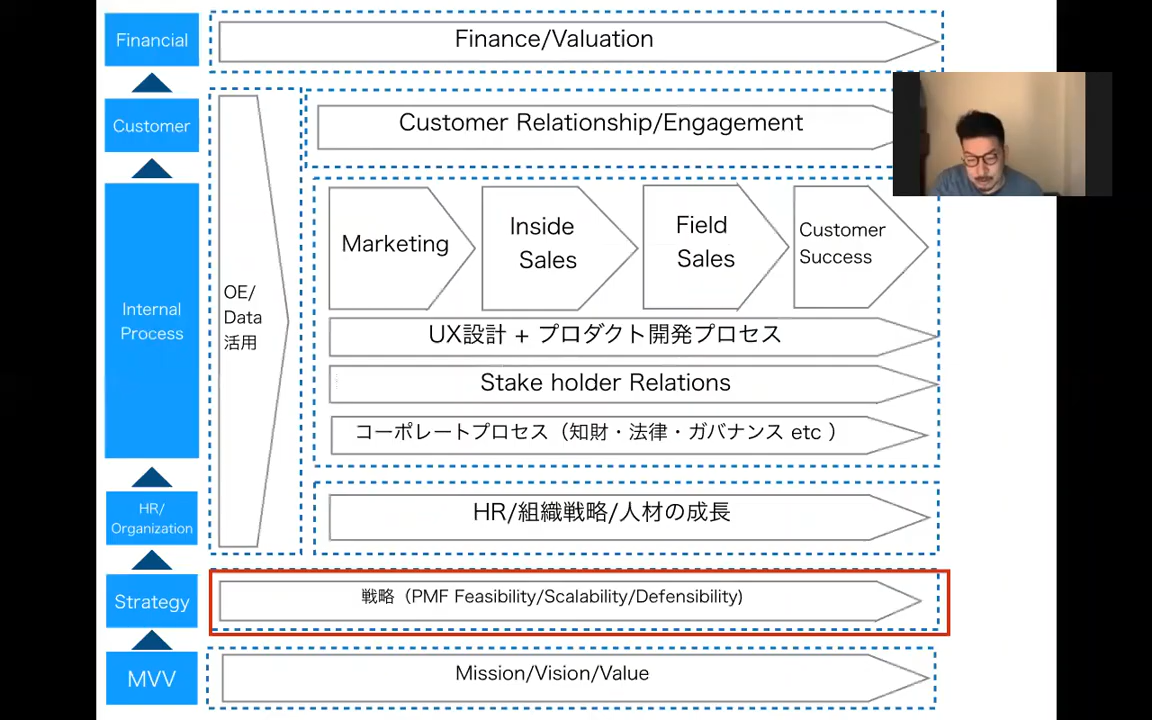 Financial
Finance/Valuation
Customer
Customer Relationship/Engagement
Internal
Process
OE/
Data
活用
Marketing
Inside
Sales
Field
Sales
Customer
Success
UX設計 + プロダクト開発プロセス
Stake holder Relations
コーポレートプロセス（知財・法律・ガバナンス etc ）
HR/
Organization
HR/組織戦略/人材の成長
Strategy
戦略（PMF Feasibility/Scalability/Defensibility)
MVV
Mission/Vision/Value